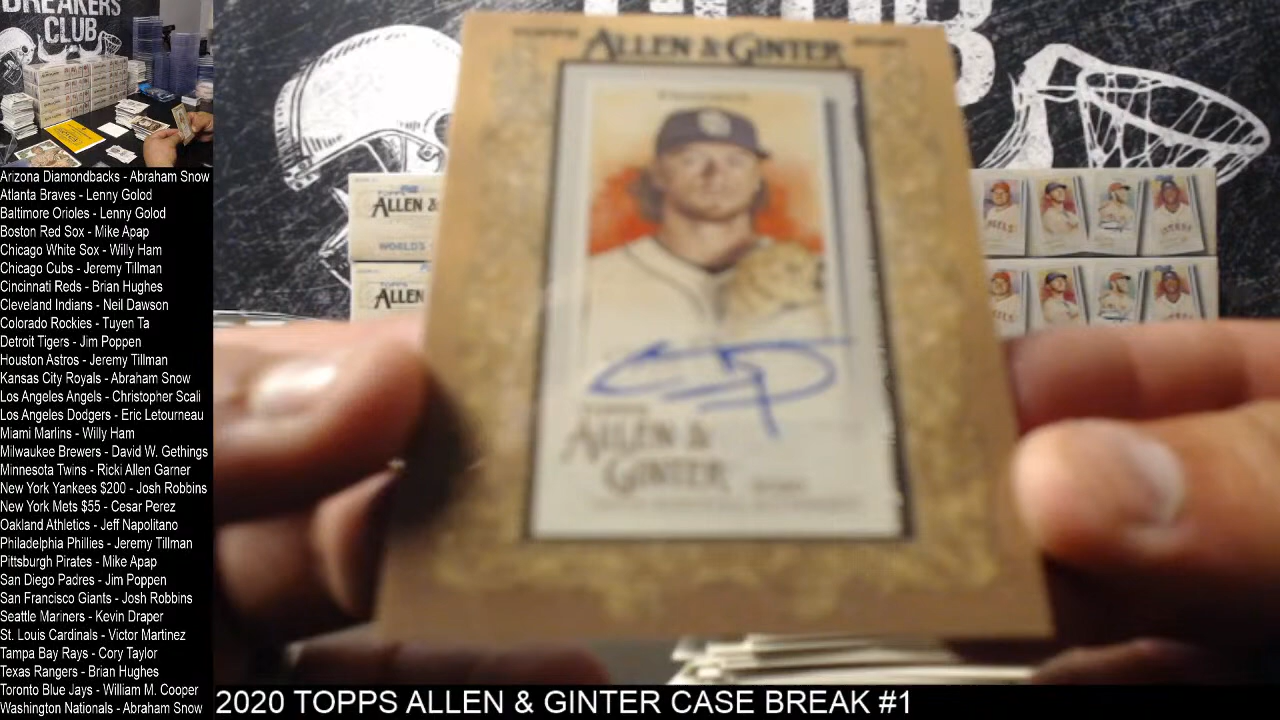 BREAKERS
CLUB
Arizona Diamondbacks - Abraham Snow
Atlanta Braves - Lenny Golod
Baltimore Orioles - Lenny Golod
Boston Red Sox - Mike Apap
Chicago White Sox - Willy Ham
Chicago Cubs - Jeremy Tillman
Cincinnati Reds - Brian Hughes
Cleveland Indians - Neil Dawson
Colorado Rockies - Tuyen Ta
Detroit Tigers - Jim Poppen
Houston Astros - Jeremy Tillman
Kansas City Royals - Abraham Snow
Los Angeles Angels - Christopher Scali
Los Angeles Dodgers - Eric Letourneau
Miami Marlins - Willy Ham
Milwaukee Brewers - David W. Gethings
Minnesota Twins - Ricki Allen Garner
New York Yankees $200 - Josh Robbins
New York Mets $55 - Cesar Perez
Oakland Athletics - Jeff Napolitano
Philadelphia Phillies - Jeremy Tillman
Pittsburgh Pirates - Mike Apap
San Diego Padres - Jim Poppen
San Francisco Giants - Josh Robbins
Seattle Mariners - Kevin Draper
St. Louis Cardinals - Victor Martinez
Tampa Bay Rays - Cory Taylor
Texas Rangers - Brian Hughes
Toronto Blue Jays - William M. Cooper
Washington Nationals - Abraham Snow
ALLEN & GINTER
ALLEN &
GINTER
ALLEN &
WORLD'S
ALLEN
2020 TOPPS ALLEN & GINTER CASE BREAK #1